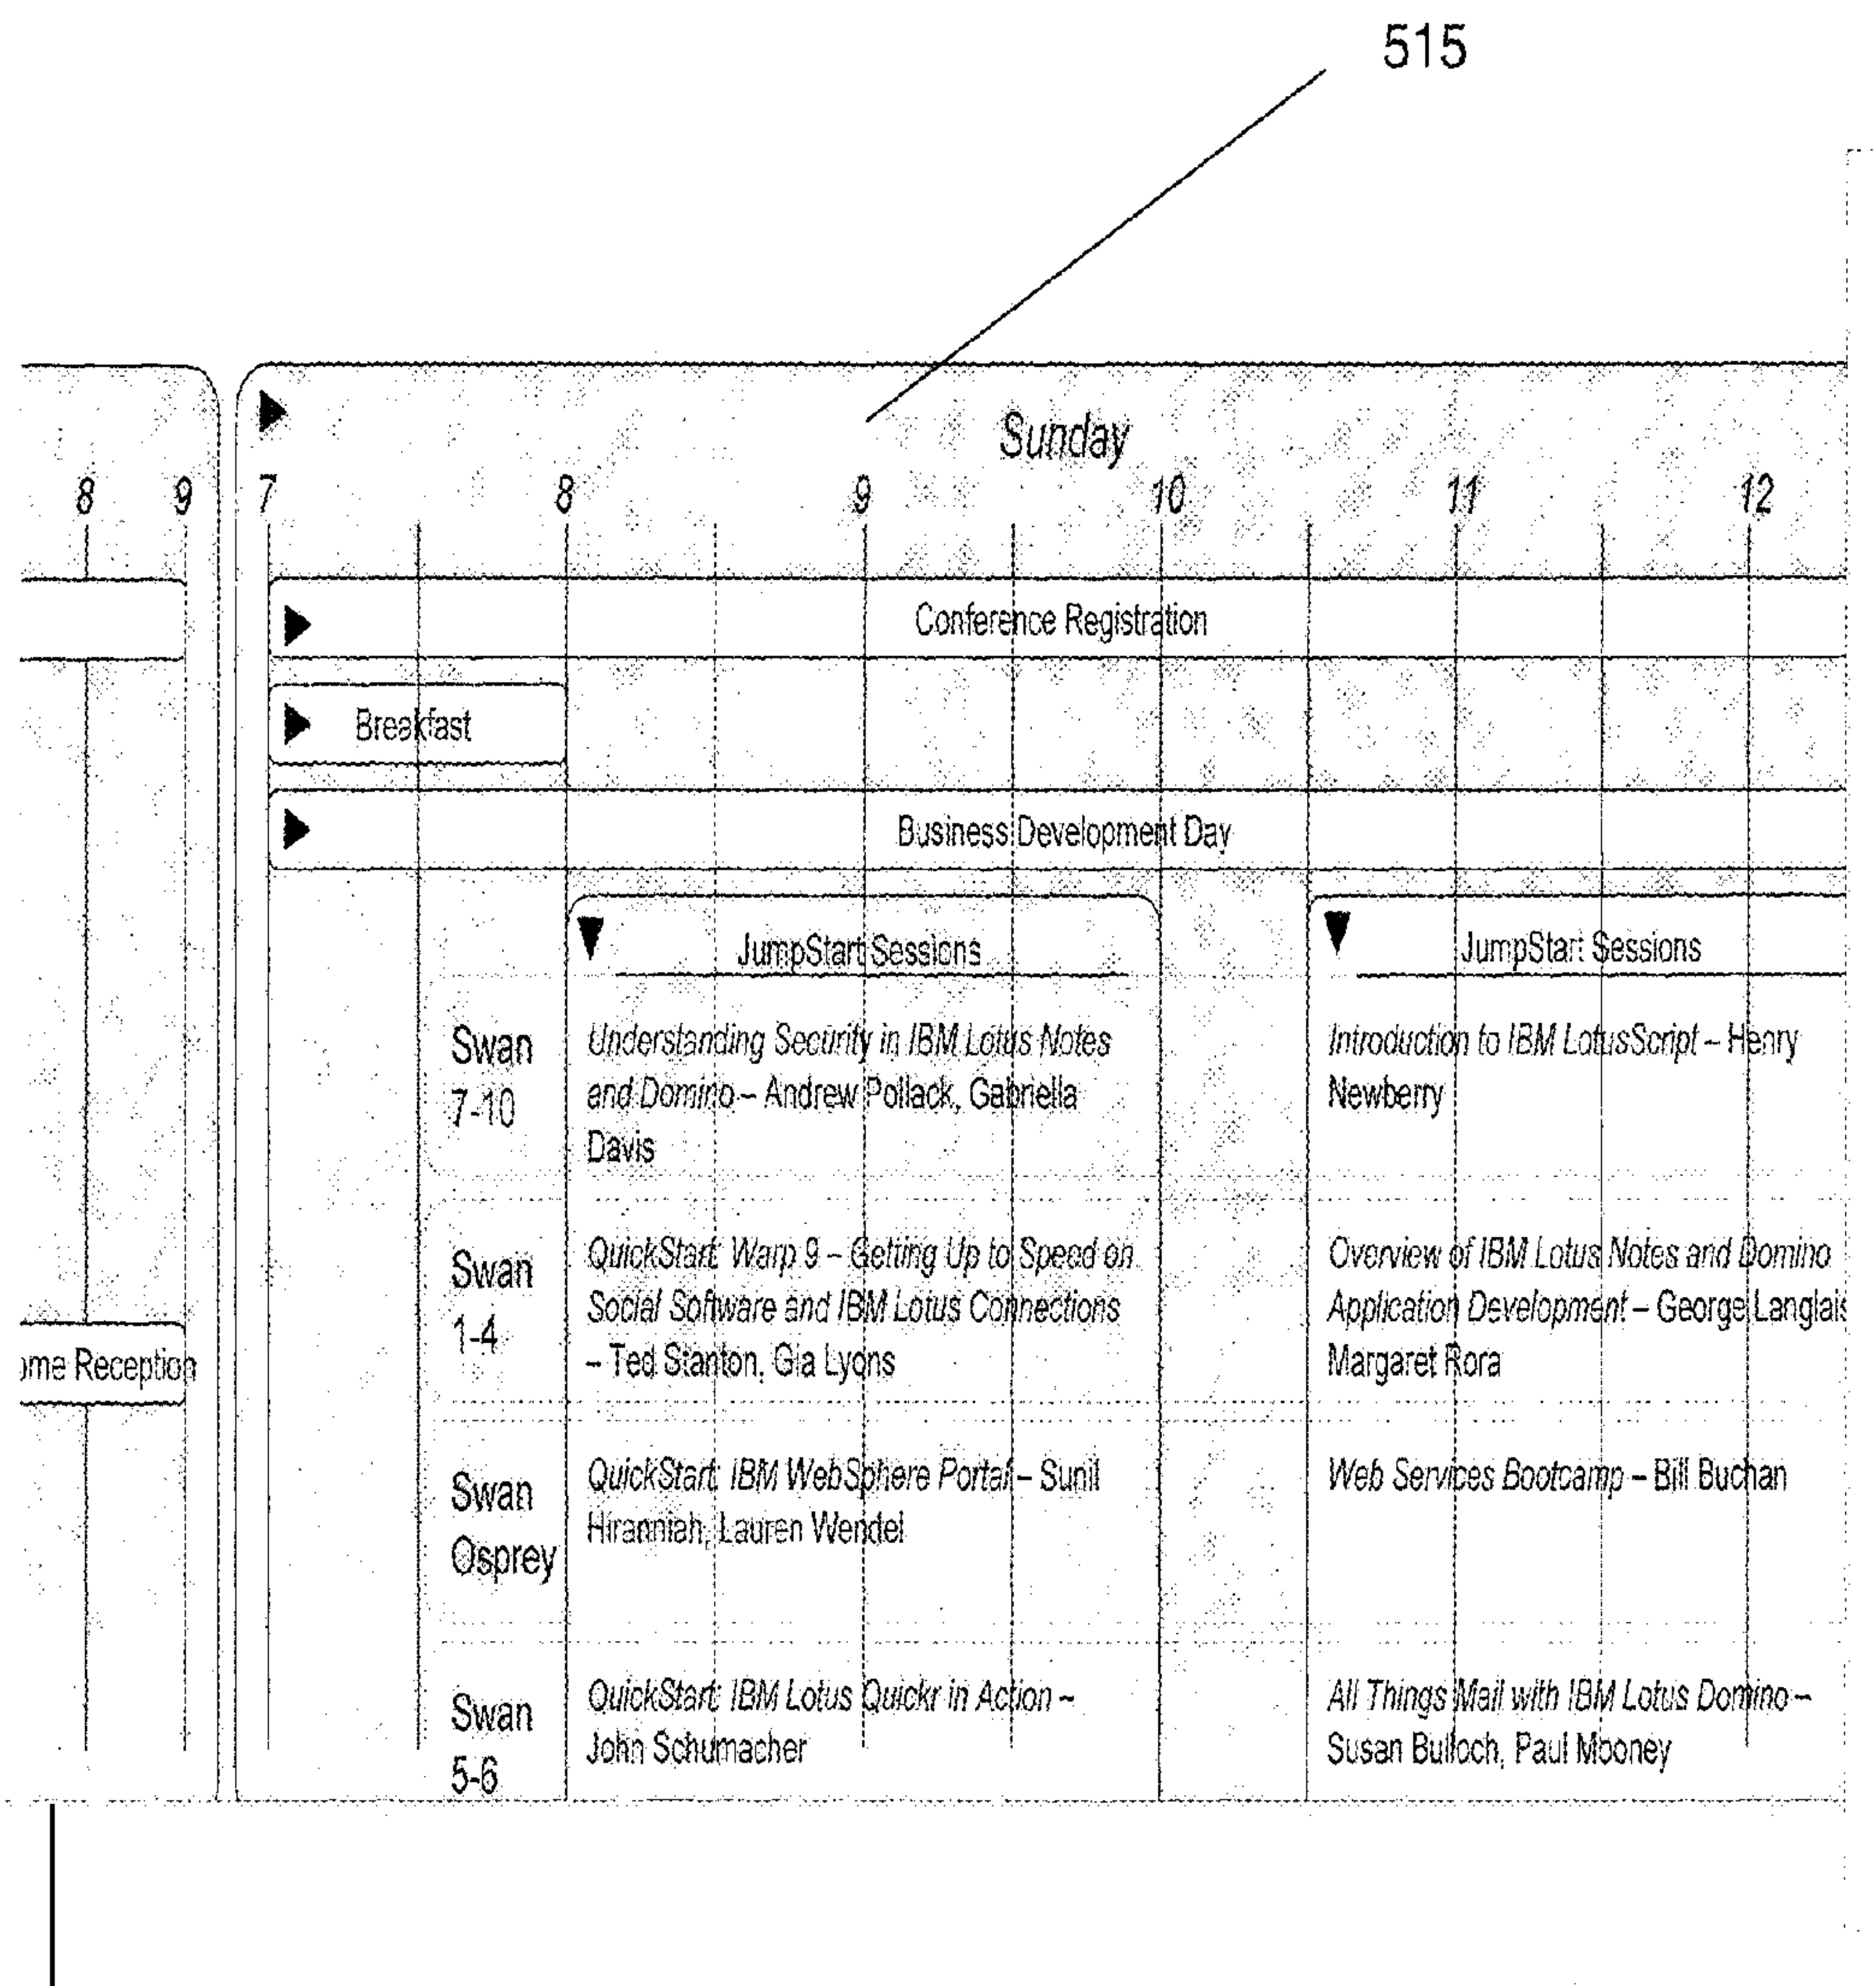 515
Sunday
8 9 7 8 9 10 11 12
Conference Registration
Breakfast
Business Development Day
JumpStart Sessions
JumpStart Sessions
Swan
7-10
Understanding Security in IBM Lotus Notes
and Domino – Andrew Pollack, Gabriella
Davis
Introduction to IBM LotusScript – Henry
Newberry
Swan
1-4
QuickStart: Warp 9 – Getting Up to Speed on
Social Software and IBM Lotus Connections
– Ted Stanton, Gia Lyons
Overview of IBM Lotus Notes and Domino
Application Development – George Langlais
Margaret Rora
ome Reception
Swan
Osprey
QuickStart: IBM WebSphere Portal – Sunil
Hiranniah, Lauren Wendel
Web Services Bootcamp – Bill Buchan
Swan
5-6
QuickStart: IBM Lotus Quickr in Action –
John Schumacher
All Things Mail with IBM Lotus Domino –
Susan Bulloch, Paul Mooney